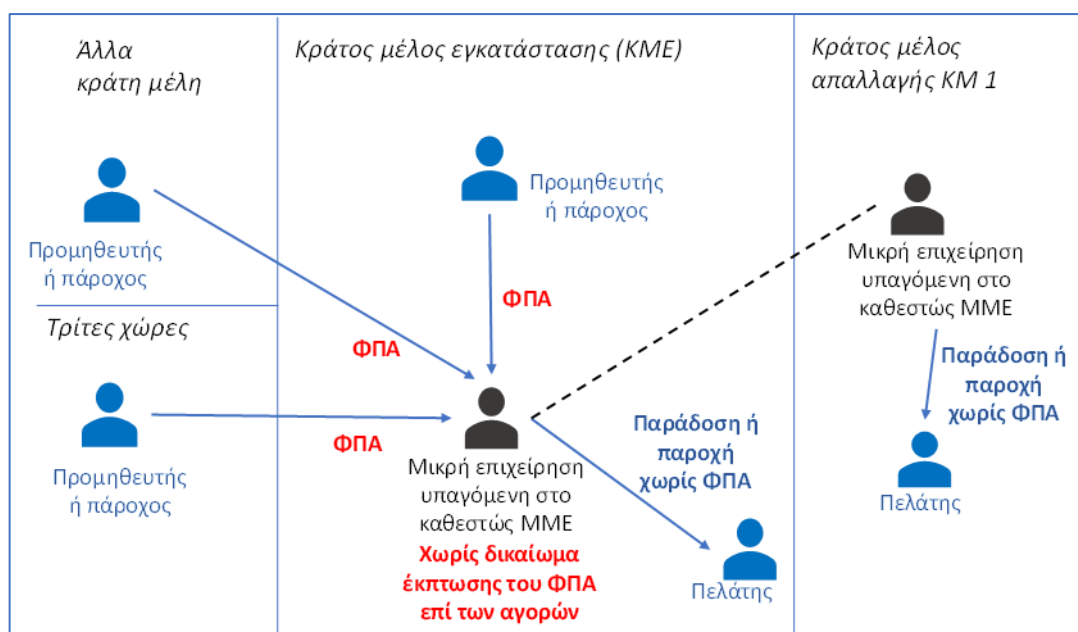 Άλλα
κράτη μέλη
Προμηθευτής
ή πάροχος
Τρίτες χώρες
Προμηθευτής
ή πάροχος
Κράτος μέλος εγκατάστασης (ΚΜΕ)
Προμηθευτής
ή πάροχος
ΦΠΑ
ΦΠΑ
ΦΠΑ
Μικρή επιχείρηση
υπαγόμενη στο
καθεστώς ΜΜΕ
Χωρίς δικαίωμα
έκπτωσης του ΦΠΑ
επί των αγορών
Παράδοση ή
παροχή
χωρίς ΦΠΑ
Πελάτης
Κράτος μέλος
απαλλαγής ΚΜ 1
Μικρή επιχείρηση
υπαγόμενη στο
καθεστώς ΜΜΕ
Παράδοση ή
παροχή
χωρίς ΦΠΑ
Πελάτης